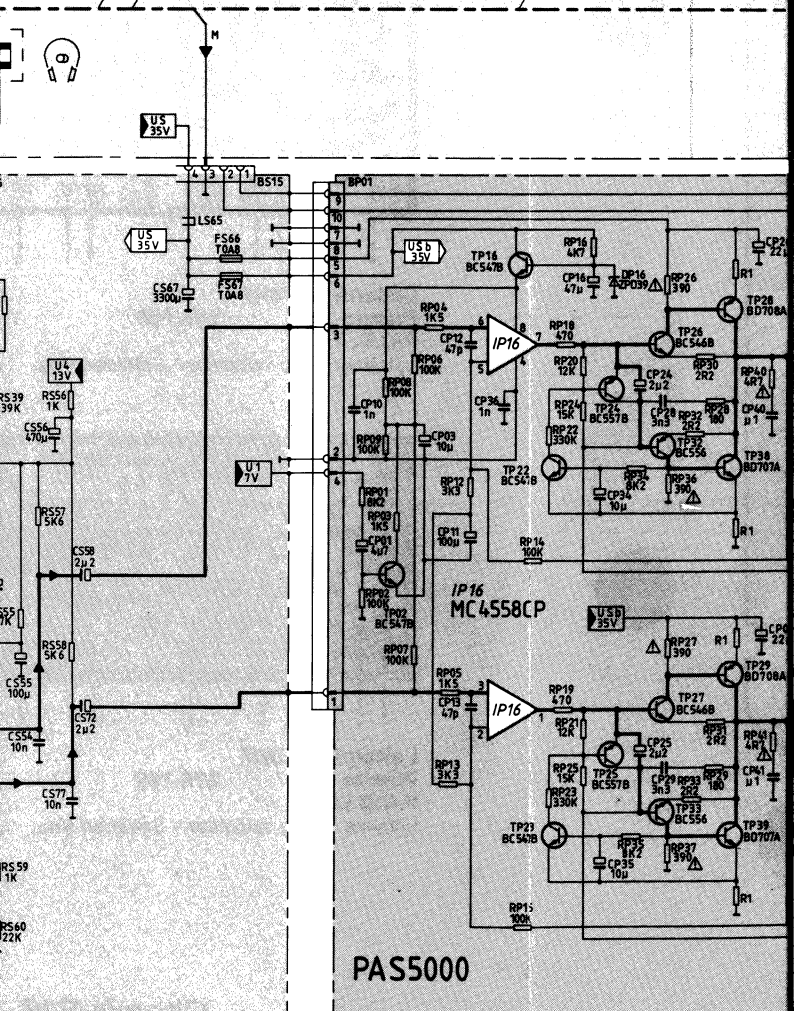 M
US
35V
4 3 2 1
BS15
BP01
9
10
7
8
5
6
LS65
US
35V
FS66
T0A8
FS67
T0A8
CS67
3300µ
USb
35V
TP16
BC547B
RP16
4K7
CP16
47µ
DP16
ZPD39
RP26
390
R1
TP28
BD708A
3
RP04
1K5
CP12
47p
6
5
8
4
7
IP16
RP18
470
RP20
12K
TP26
BC546B
RP30
2R2
RP06
100K
RP08
100K
CP10
1n
CP36
1n
RP24
15K
TP24
BC557B
CP24
2µ2
CP28
3n3
RP32
2R2
RP28
180
RP40
4R7
CP40
µ1
U4
13V
RS56
1K
RS39
39K
CS56
470µ
RP09
100K
CP03
10µ
RP22
330K
TP32
BC556
U1
7V
2
4
RP12
3K3
TP22
BC547B
RP34
8K2
RP36
390
TP38
BD707A
RP01
8K2
CP34
10µ
RS57
5K6
RP03
1K5
CP11
100µ
R1
CP01
4µ7
RP14
100K
CS58
2µ2
RP02
100K
TP02
BC547B
IP16
MC4558CP
USb
35V
RS58
5K6
RP07
100K
RP27
390
R1
TP29
BD708A
CS55
100µ
RP05
1K5
CP13
47p
3
2
IP16
1
RP19
470
RP21
12K
TP27
BC546B
1
CS72
2µ2
CS54
10n
RP31
2R2
CP25
2µ2
RP41
4R7
RP13
3K3
RP25
15K
TP25
BC557B
CP29
3n3
RP33
2R2
RP29
180
CP41
µ1
CS77
10n
RP23
330K
TP33
BC556
TP23
BC547B
RP35
8K2
RP37
390
TP39
BD707A
CP35
10µ
RS59
1K
R1
RP15
100K
RS60
22K
PAS5000